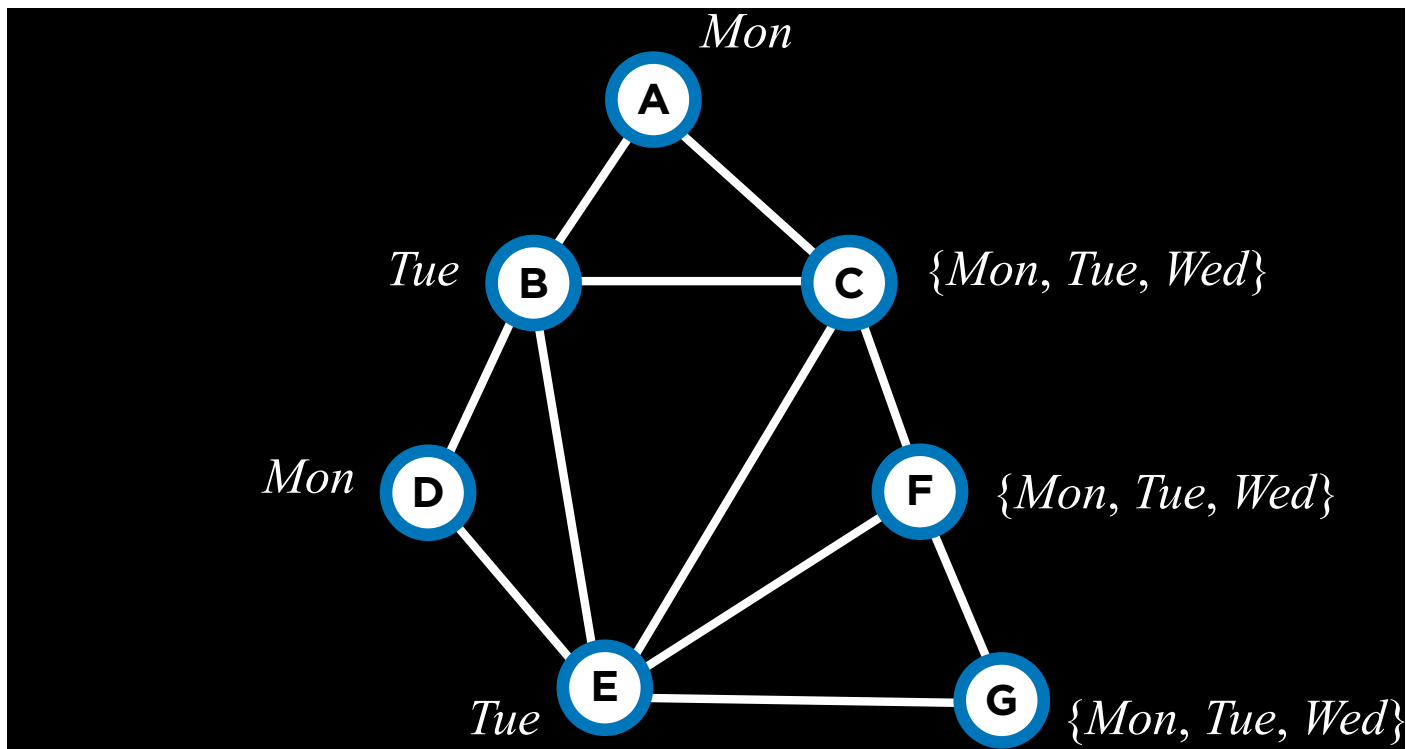 Mon
A
Tue
B
C
{Mon, Tue, Wed}
Mon
D
F
{Mon, Tue, Wed}
E
Tue
G
{Mon, Tue, Wed}